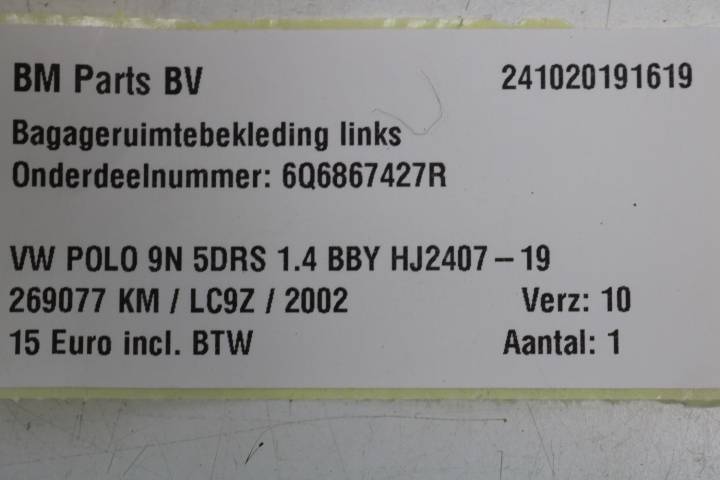 BM Parts BV 241020191619
Bagageruimtebekleding links
Onderdeelnummer: 6Q6867427R
VW POLO 9N 5DRS 1.4 BBY HJ2407 – 19
269077 KM / LC9Z / 2002 Verz: 10
15 Euro incl. BTW Aantal: 1